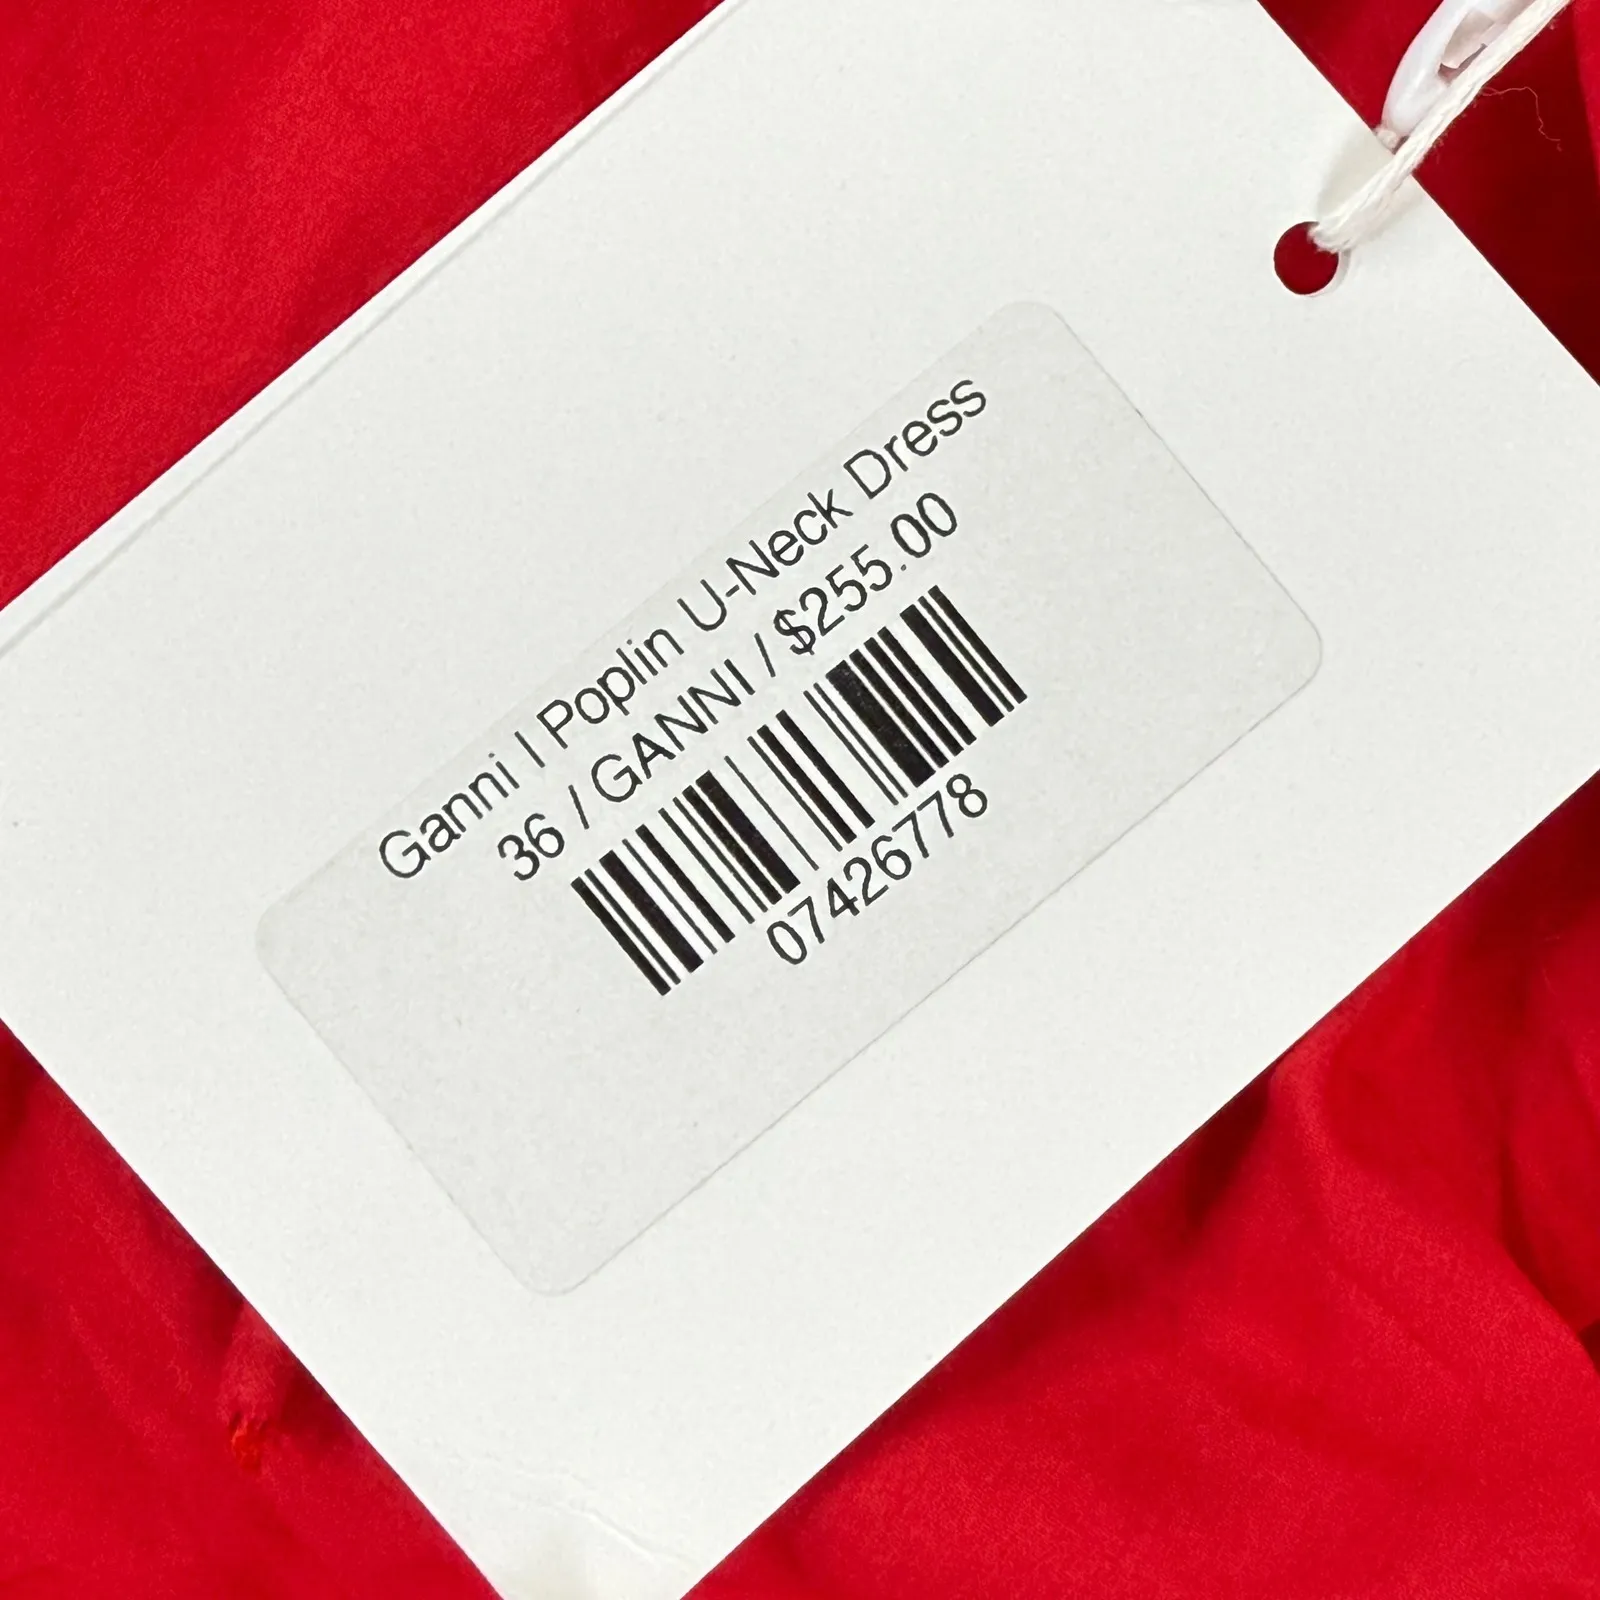 Ganni | Poplin U-Neck Dress
36 / GANNI / $255.00
07426778